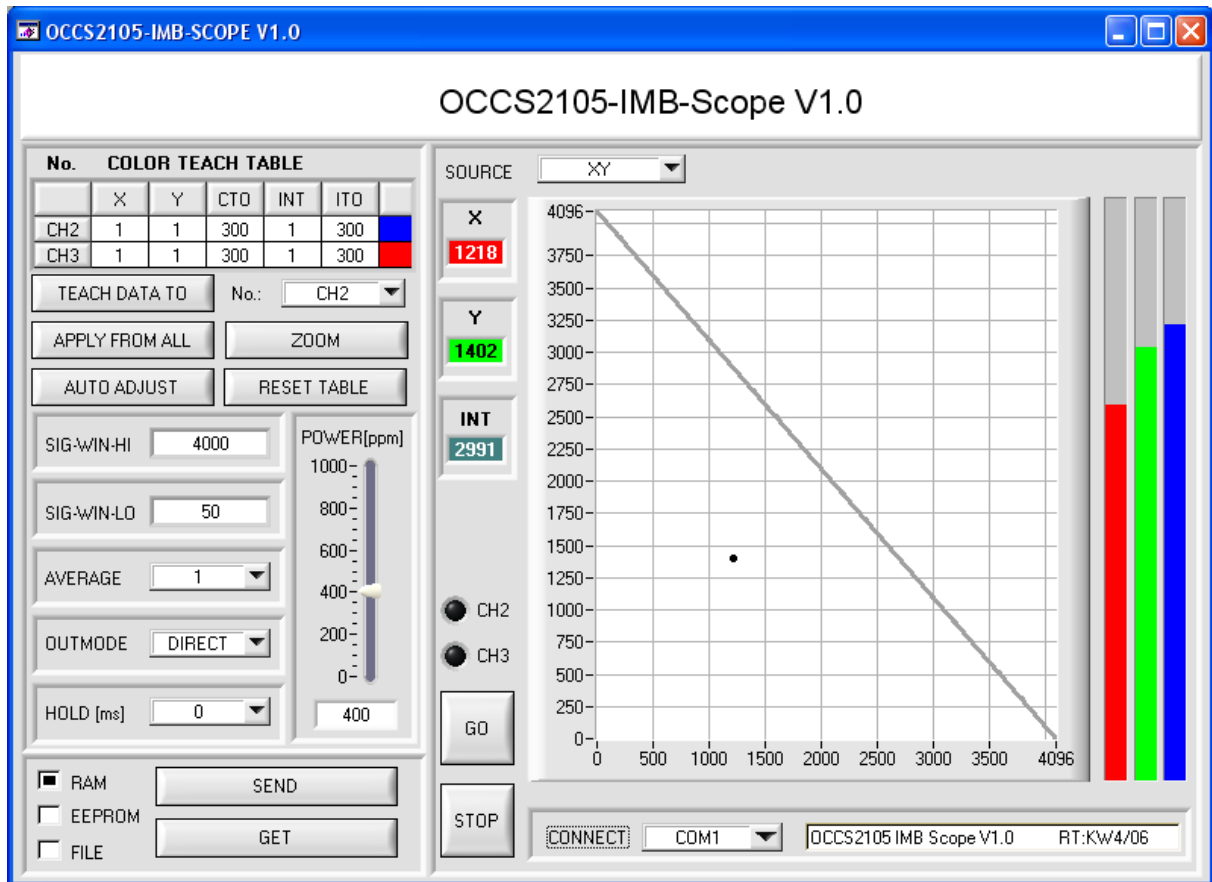 OCCS2105-IMB-SCOPE V1.0
OCCS2105-IMB-Scope V1.0
No. COLOR TEACH TABLE
X Y CTO INT ITO
CH2 1 1 300 1 300
CH3 1 1 300 1 300
TEACH DATA TO No.: CH2
APPLY FROM ALL ZOOM
AUTO ADJUST RESET TABLE
SIG-WIN-HI 4000
SIG-WIN-LO 50
AVERAGE 1
OUTMODE DIRECT
HOLD [ms] 0
POWER[ppm]
1000
800
600
400
200
0
400
RAM
EEPROM
FILE
SEND
GET
SOURCE XY
X
1218
Y
1402
INT
2991
CH2
CH3
GO
STOP
4096
3750
3500
3250
3000
2750
2500
2250
2000
1750
1500
1250
1000
750
500
250
0
0 500 1000 1500 2000 2500 3000 3500 4096
CONNECT COM1 OCCS2105 IMB Scope V1.0 RT:KW4/06